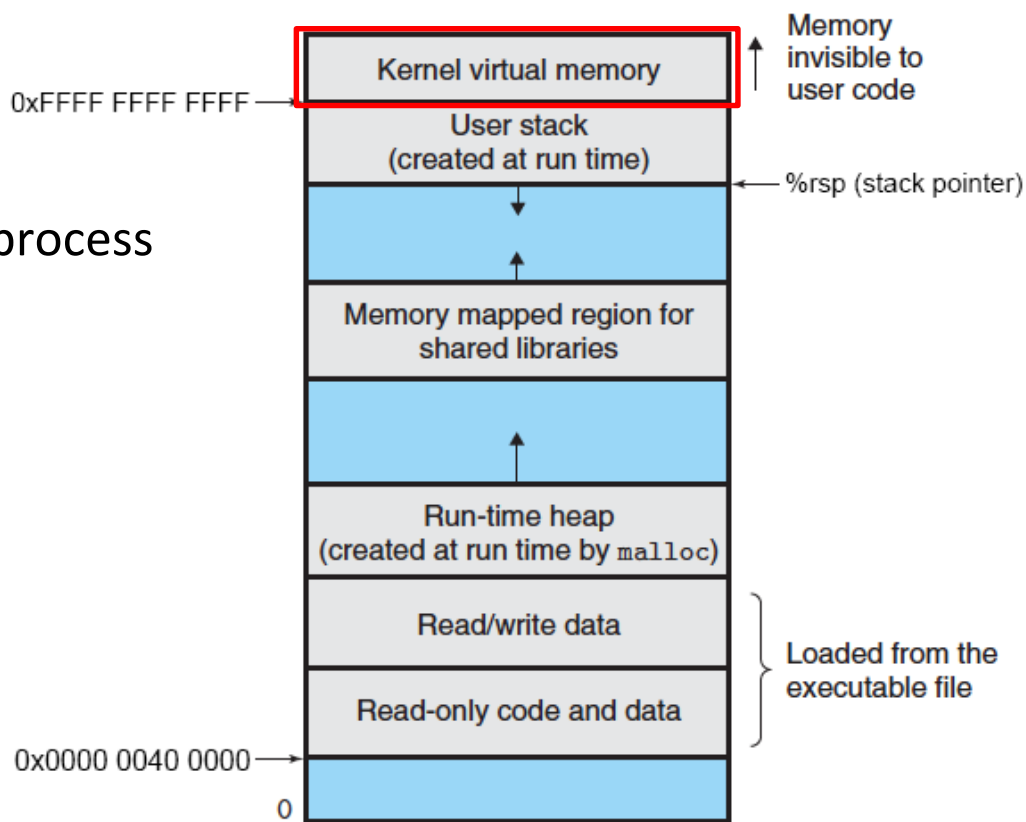 Memory
invisible to
user code
Kernel virtual memory
0xFFFF FFFF FFFF
User stack
(created at run time)
%rsp (stack pointer)
process
Memory mapped region for
shared libraries
Run-time heap
(created at run time by malloc)
Read/write data
Loaded from the
executable file
Read-only code and data
0x0000 0040 0000
0